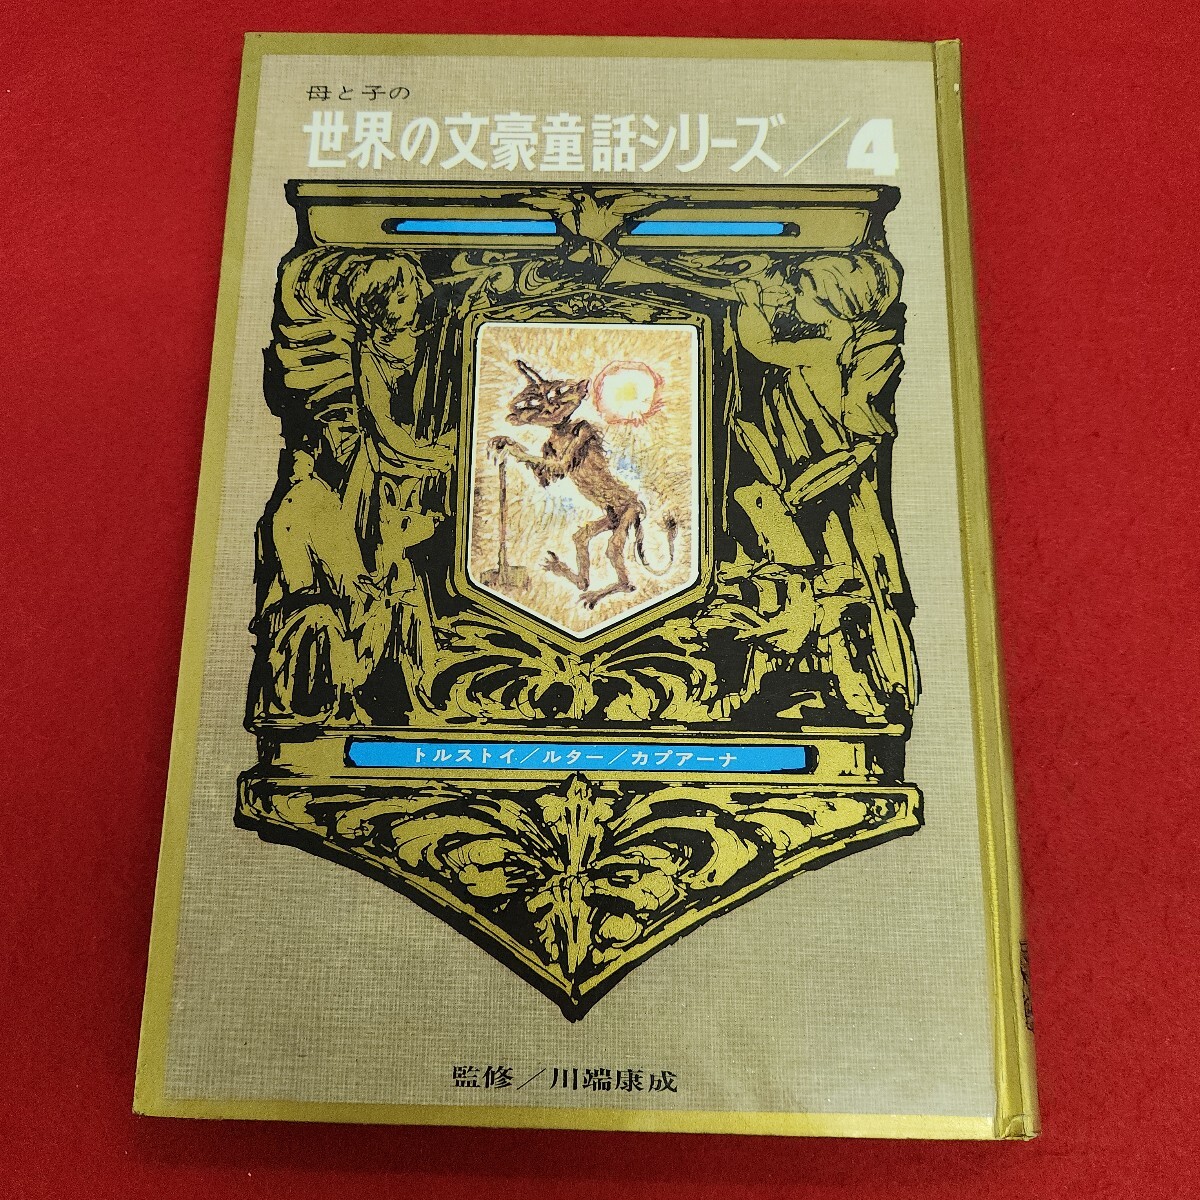 母と子の
世界の文豪童話シリーズ／4
トルストイ／ルター／カプアーナ
監修／川端康成